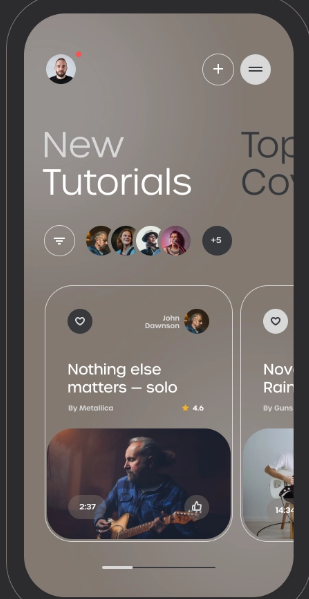 New
Tutorials
Top
Cov
+5
John
Dawnson
Nothing else
matters – solo
By Metallica
4.6
2:37
Nov
Rain
By Guns
14:34